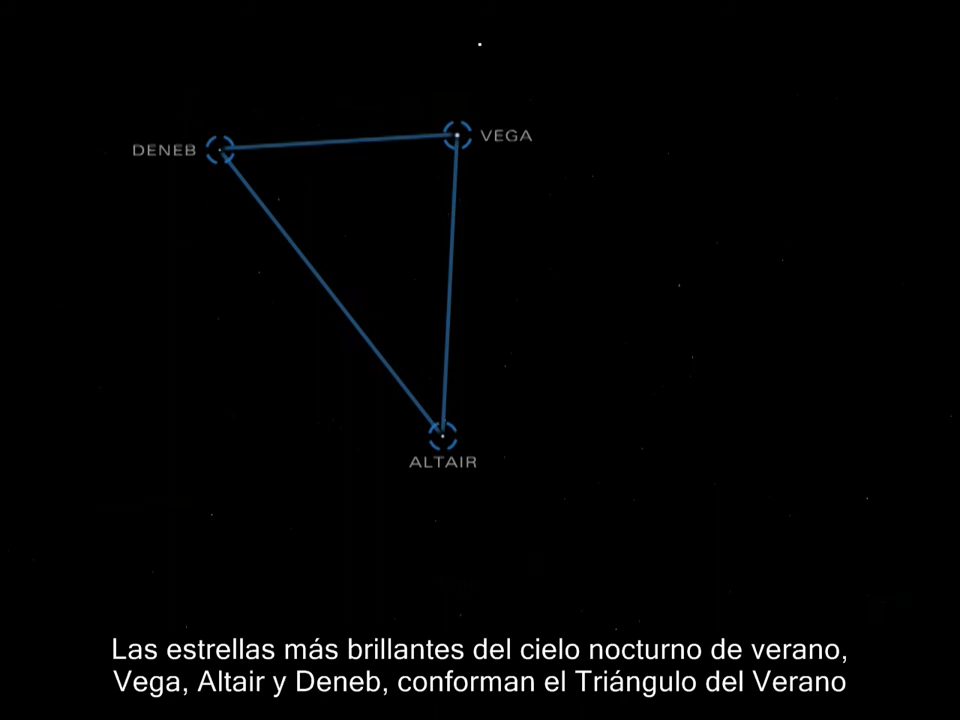 DENEB
VEGA
ALTAIR
Las estrellas más brillantes del cielo nocturno de verano,
Vega, Altair y Deneb, conforman el Triángulo del Verano